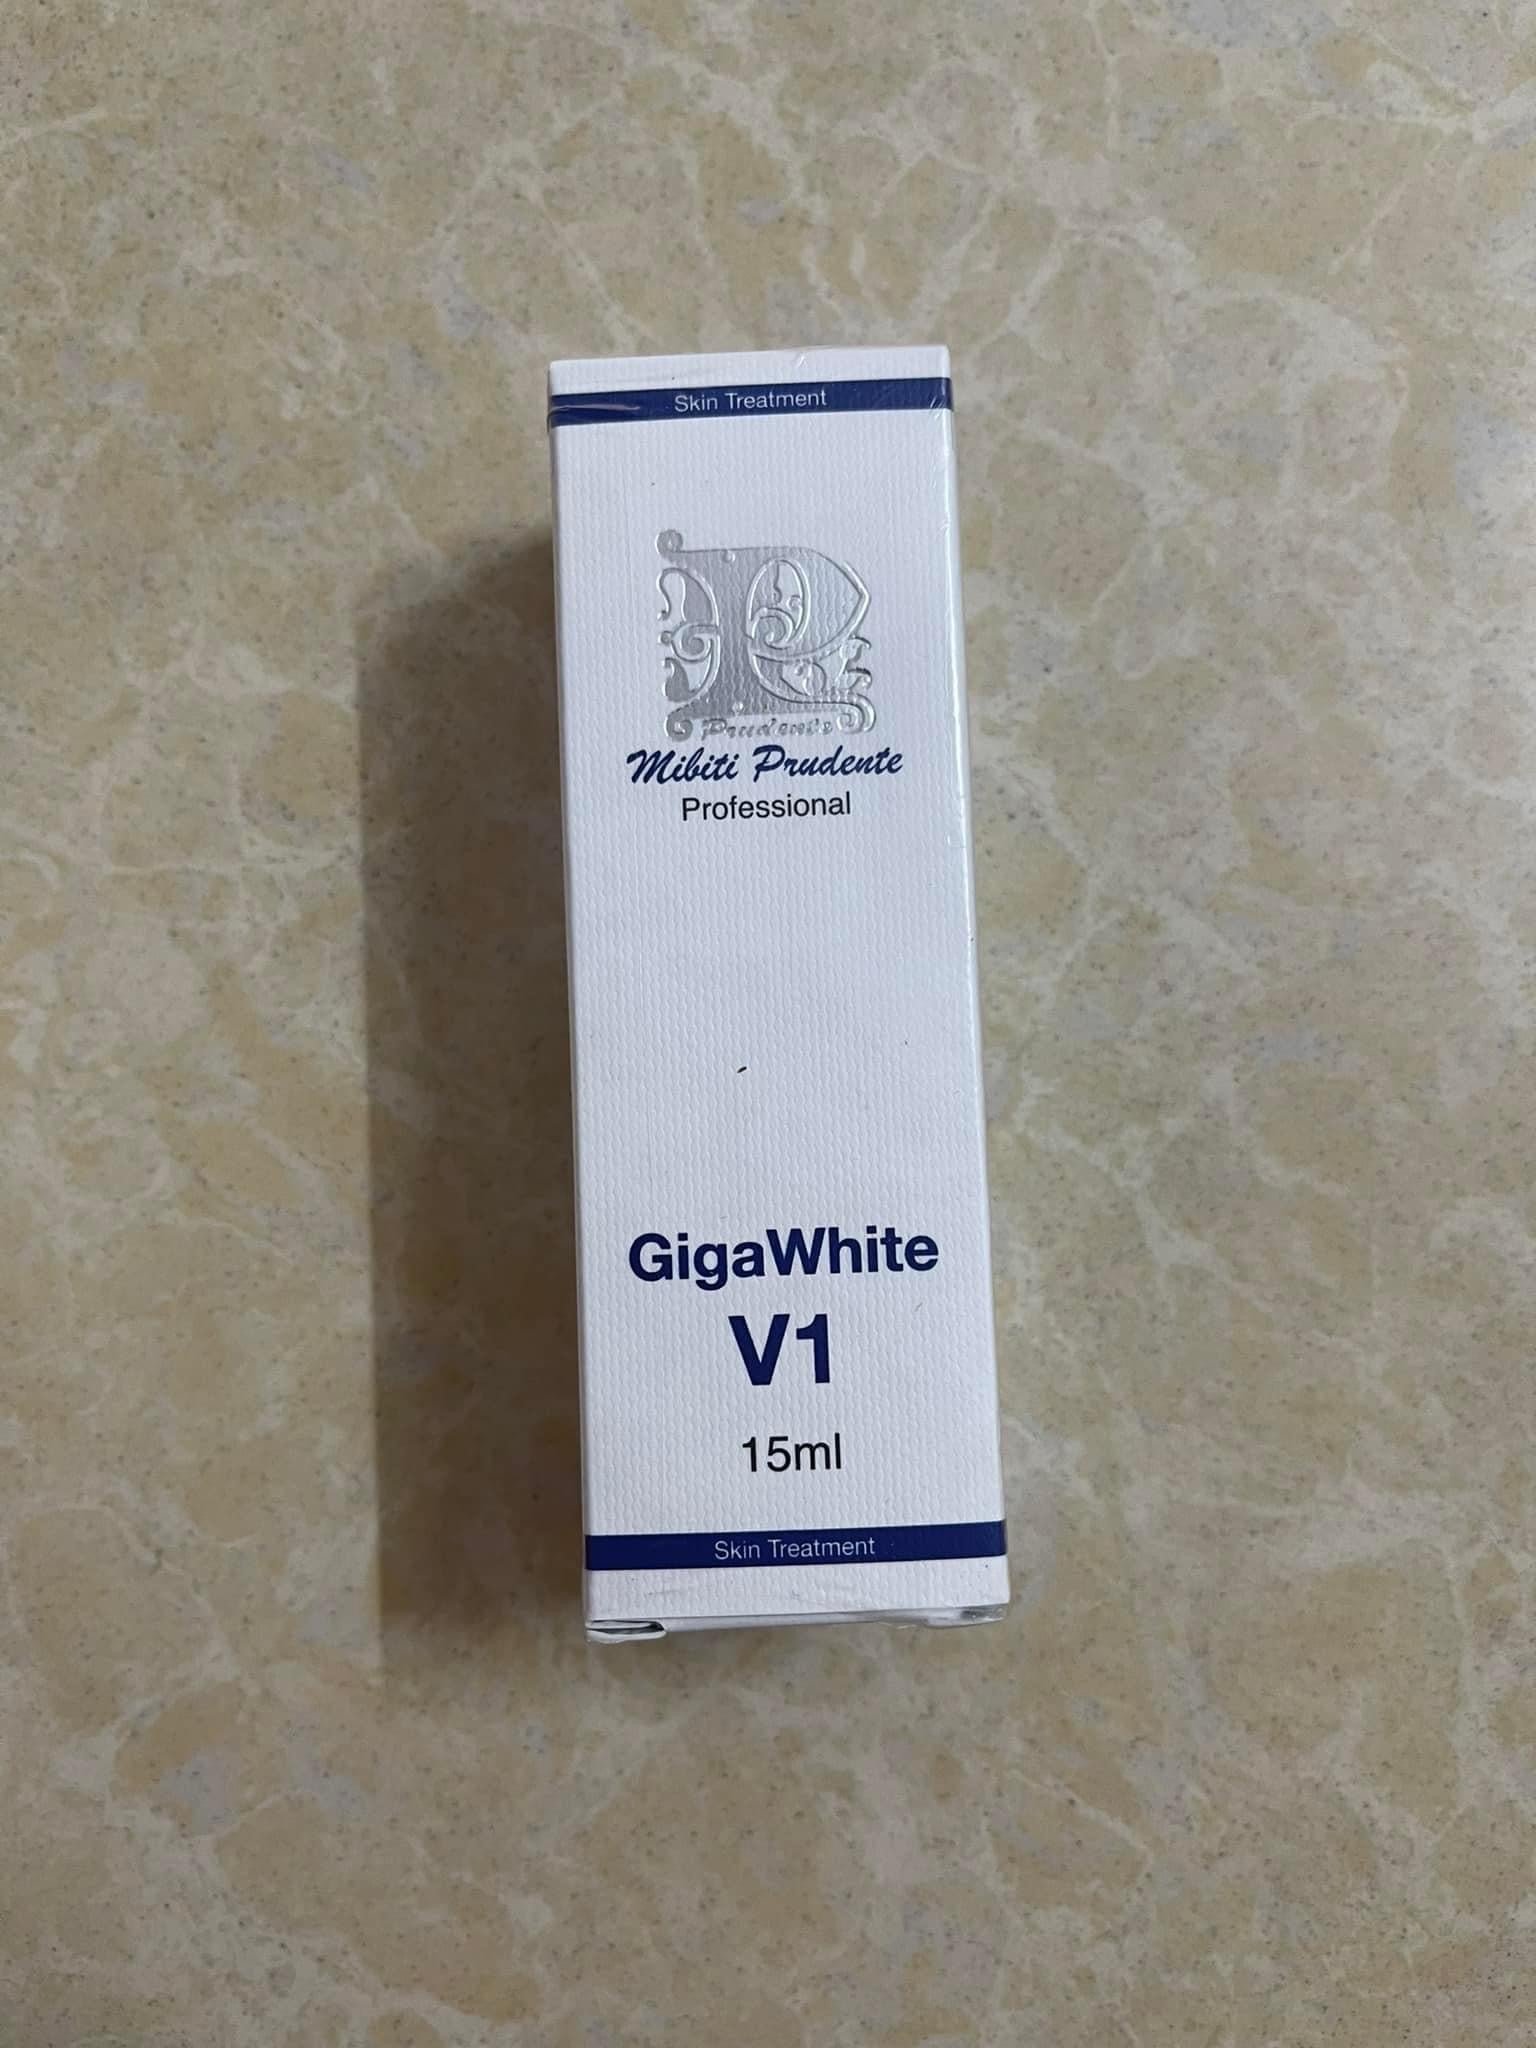 Skin Treatment
Prudente
Mibiti Prudente
Professional
GigaWhite
V1
15ml
Skin Treatment